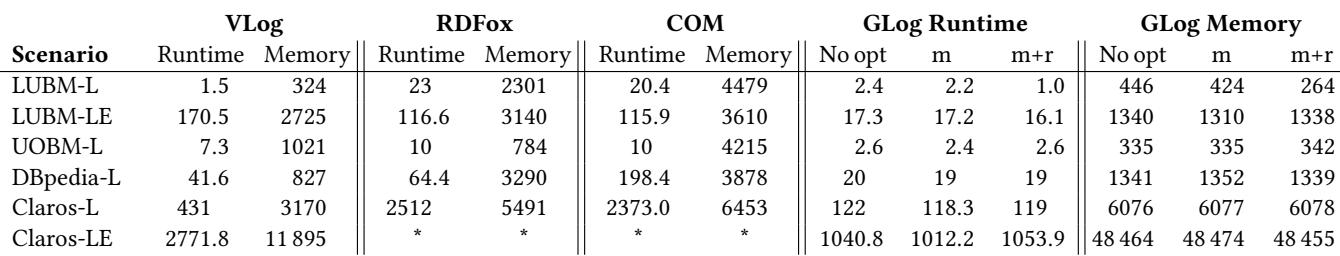 VLog RDFox COM GLog Runtime GLog Memory
Scenario Runtime Memory Runtime Memory Runtime Memory No opt m m+r No opt m m+r
LUBM-L 1.5 324 23 2301 20.4 4479 2.4 2.2 1.0 446 424 264
LUBM-LE 170.5 2725 116.6 3140 115.9 3610 17.3 17.2 16.1 1340 1310 1338
UOBM-L 7.3 1021 10 784 10 4215 2.6 2.4 2.6 335 335 342
DBpedia-L 41.6 827 64.4 3290 198.4 3878 20 19 19 1341 1352 1339
Claros-L 431 3170 2512 5491 2373.0 6453 122 118.3 119 6076 6077 6078
Claros-LE 2771.8 11 895 * * * * 1040.8 1012.2 1053.9 48 464 48 474 48 455